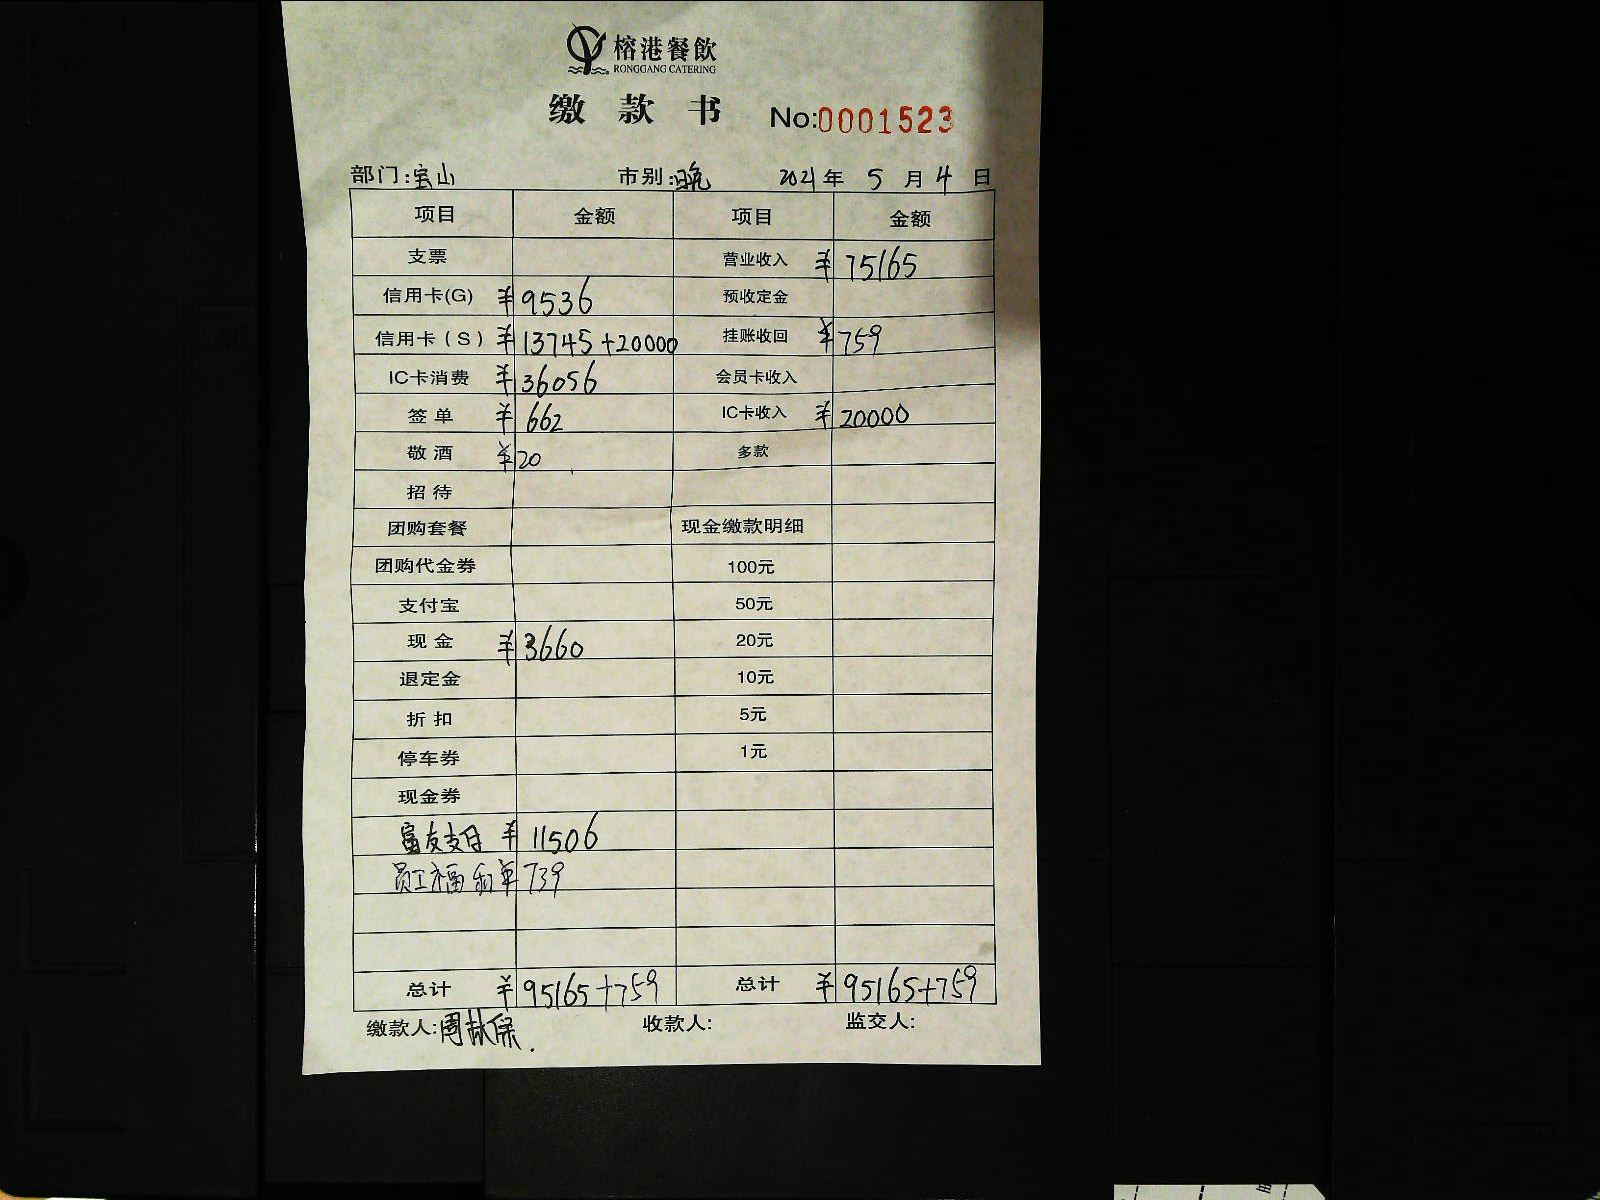 榕港餐飲
RONGGANG CATERING
缴款书
No:0001523
部门:宝山 市别:晚 2021年5月4日
项目 金额 项目 金额
支票 营业收入 ¥75165
信用卡(G) ¥9536 预收定金
信用卡(S) ¥13745+20000 挂账收回 ¥759
IC卡消费 ¥36056 会员卡收入
签单 ¥662 IC卡收入 ¥20000
敬酒 ¥20 多款
招待
团购套餐 现金缴款明细
团购代金券 100元
支付宝 50元
现金 ¥3660 20元
退定金 10元
折扣 5元
停车券 1元
现金券
富友支付 ¥11506
员工福利 ¥739
总计 ¥95165+759 总计 ¥95165+759
缴款人:周 保. 收款人: 监交人: